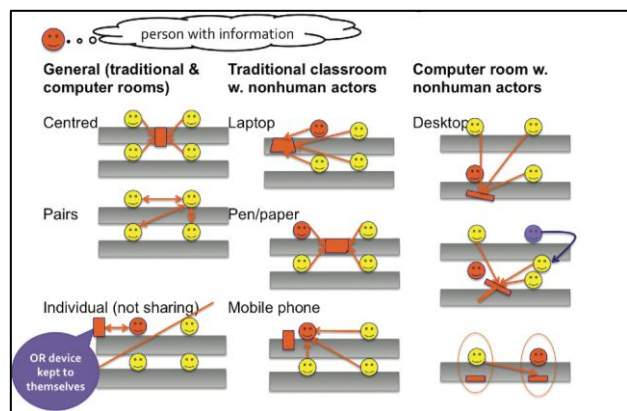 person with information
General (traditional &
computer rooms)
Traditional classroom
w. nonhuman actors
Computer room w.
nonhuman actors
Centred
Laptop
Desktop
Pairs
Pen/paper
Individual (not sharing)
Mobile phone
OR device
kept to
themselves